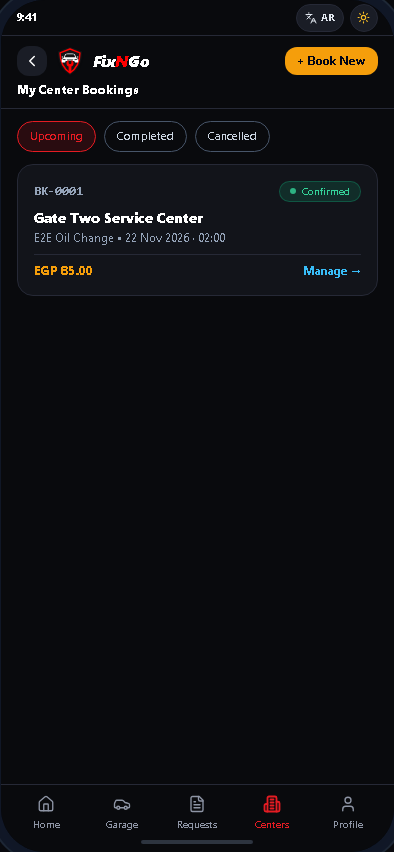 9:41
AR
FixNGo
+ Book New
My Center Bookings
Upcoming
Completed
Cancelled
BK-0001
Confirmed
Gate Two Service Center
E2E Oil Change • 22 Nov 2026 · 02:00
EGP 85.00
Manage →
Home
Garage
Requests
Centers
Profile